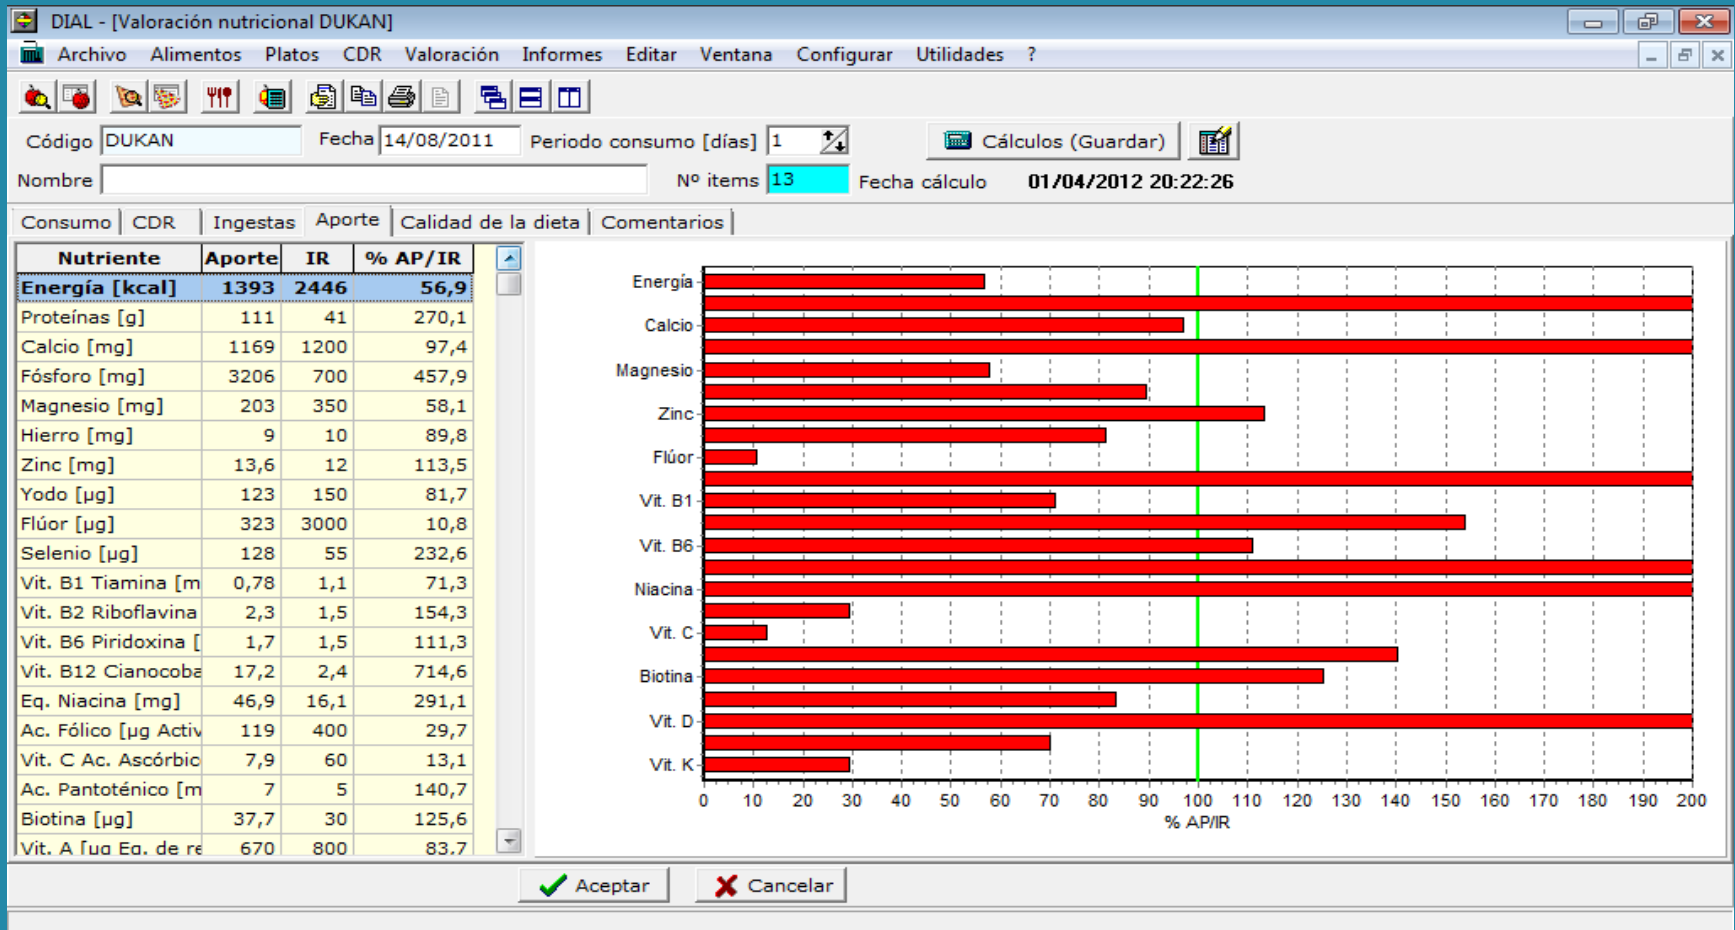 DIAL - [Valoración nutricional DUKAN]
Archivo Alimentos Platos CDR Valoración Informes Editar Ventana Configurar Utilidades ?
Código DUKAN Fecha 14/08/2011 Periodo consumo [días] 1 Cálculos (Guardar)
Nombre Nº items 13 Fecha cálculo 01/04/2012 20:22:26
Consumo CDR Ingestas Aporte Calidad de la dieta Comentarios
Nutriente Aporte IR % AP/IR
Energía [kcal] 1393 2446 56,9
Proteínas [g] 111 41 270,1
Calcio [mg] 1169 1200 97,4
Fósforo [mg] 3206 700 457,9
Magnesio [mg] 203 350 58,1
Hierro [mg] 9 10 89,8
Zinc [mg] 13,6 12 113,5
Yodo [µg] 123 150 81,7
Flúor [µg] 323 3000 10,8
Selenio [µg] 128 55 232,6
Vit. B1 Tiamina [m 0,78 1,1 71,3
Vit. B2 Riboflavina 2,3 1,5 154,3
Vit. B6 Piridoxina [ 1,7 1,5 111,3
Vit. B12 Cianocoba 17,2 2,4 714,6
Eq. Niacina [mg] 46,9 16,1 291,1
Ac. Fólico [µg Activ 119 400 29,7
Vit. C Ac. Ascórbic 7,9 60 13,1
Ac. Pantoténico [m 7 5 140,7
Biotina [µg] 37,7 30 125,6
Vit. A [µg Eq. de re 670 800 83,7
Energía
Calcio
Magnesio
Zinc
Flúor
Vit. B1
Vit. B6
Niacina
Vit. C
Biotina
Vit. D
Vit. K
0 10 20 30 40 50 60 70 80 90 100 110 120 130 140 150 160 170 180 190 200
% AP/IR
Aceptar Cancelar